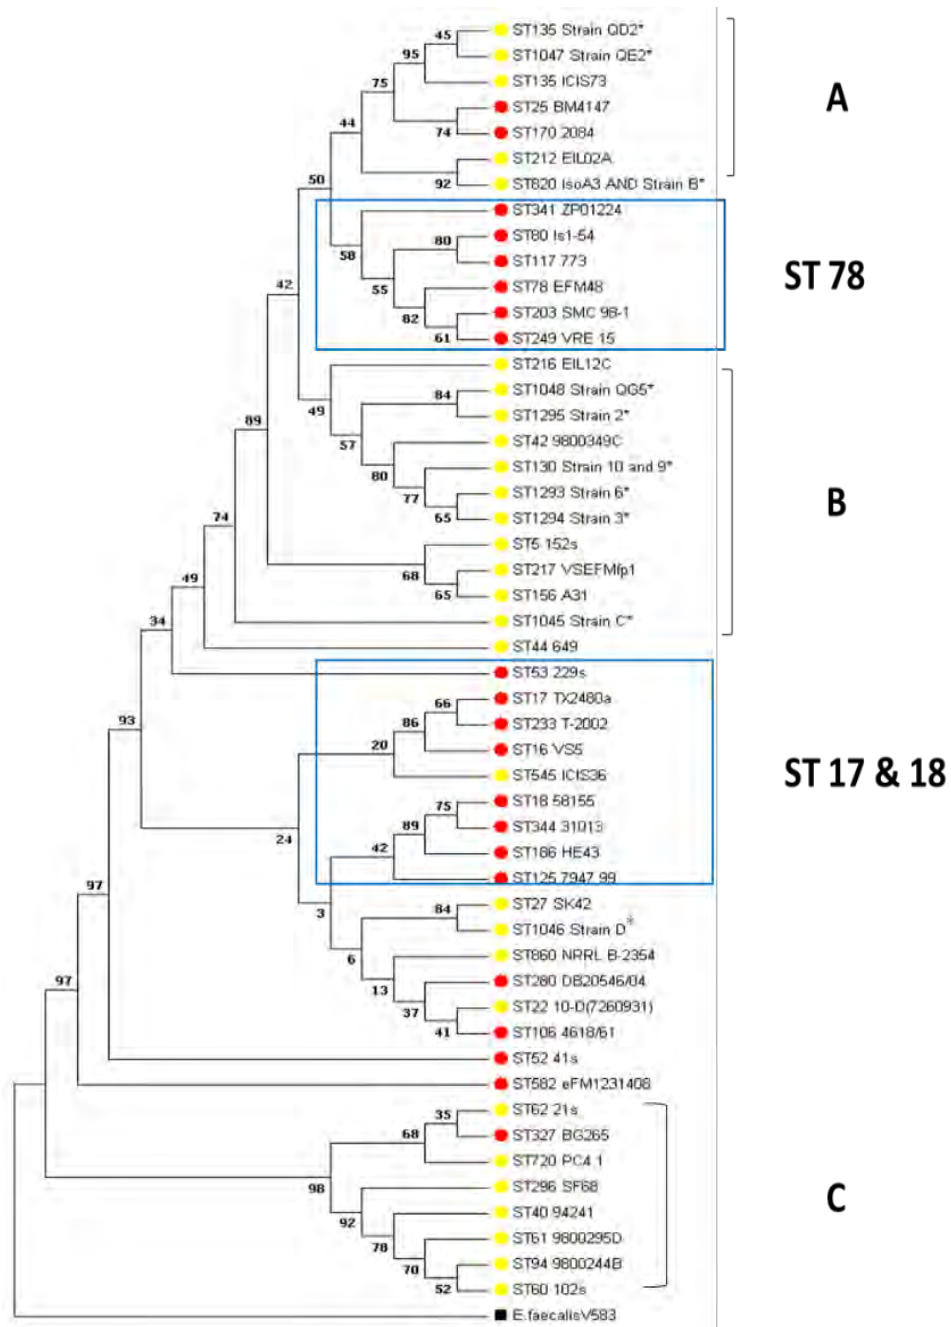 45
ST135 Strain QD2*
95
ST1047 Strain QE2*
75
ST135 ICIS73
A
ST25 BM4147
44
74
ST170 2084
ST212 EIL02A
50
92
ST820 IsoA3 AND Strain B*
ST341 ZP01224
58
80
ST80 Is1-54
ST117 773
ST 78
42
55
ST78 EFM48
82
ST203 SMC 98-1
61
ST249 VRE 15
ST216 EIL12C
49
84
ST1048 Strain QG5*
89
57
ST1295 Strain 2*
ST42 9800349C
80
ST130 Strain 10 and 9*
77
ST1293 Strain 6*
B
74
65
ST1294 Strain 3*
ST5 152s
49
68
ST217 VSEFMfp1
65
ST156 A31
34
ST1045 Strain C*
ST44 649
ST53 229s
93
66
ST17 TX2480a
86
ST233 T-2002
20
ST16 VS5
ST 17 & 18
ST545 ICIS36
75
ST18 58155
24
89
ST344 31013
42
ST186 HE43
97
ST125 7947 99
3
84
ST27 SK42
ST1046 Strain D*
6
ST860 NRRL B-2354
97
13
ST280 DB20546/04
37
ST22 10-D(7260931)
41
ST106 4618/61
ST52 41s
ST582 eFM1231408
35
ST62 21s
68
ST327 BG265
ST720 PC4 1
98
ST296 SF68
C
92
ST40 94241
78
ST61 9800295D
70
ST94 9800244B
52
ST60 102s
E.faecalisV583